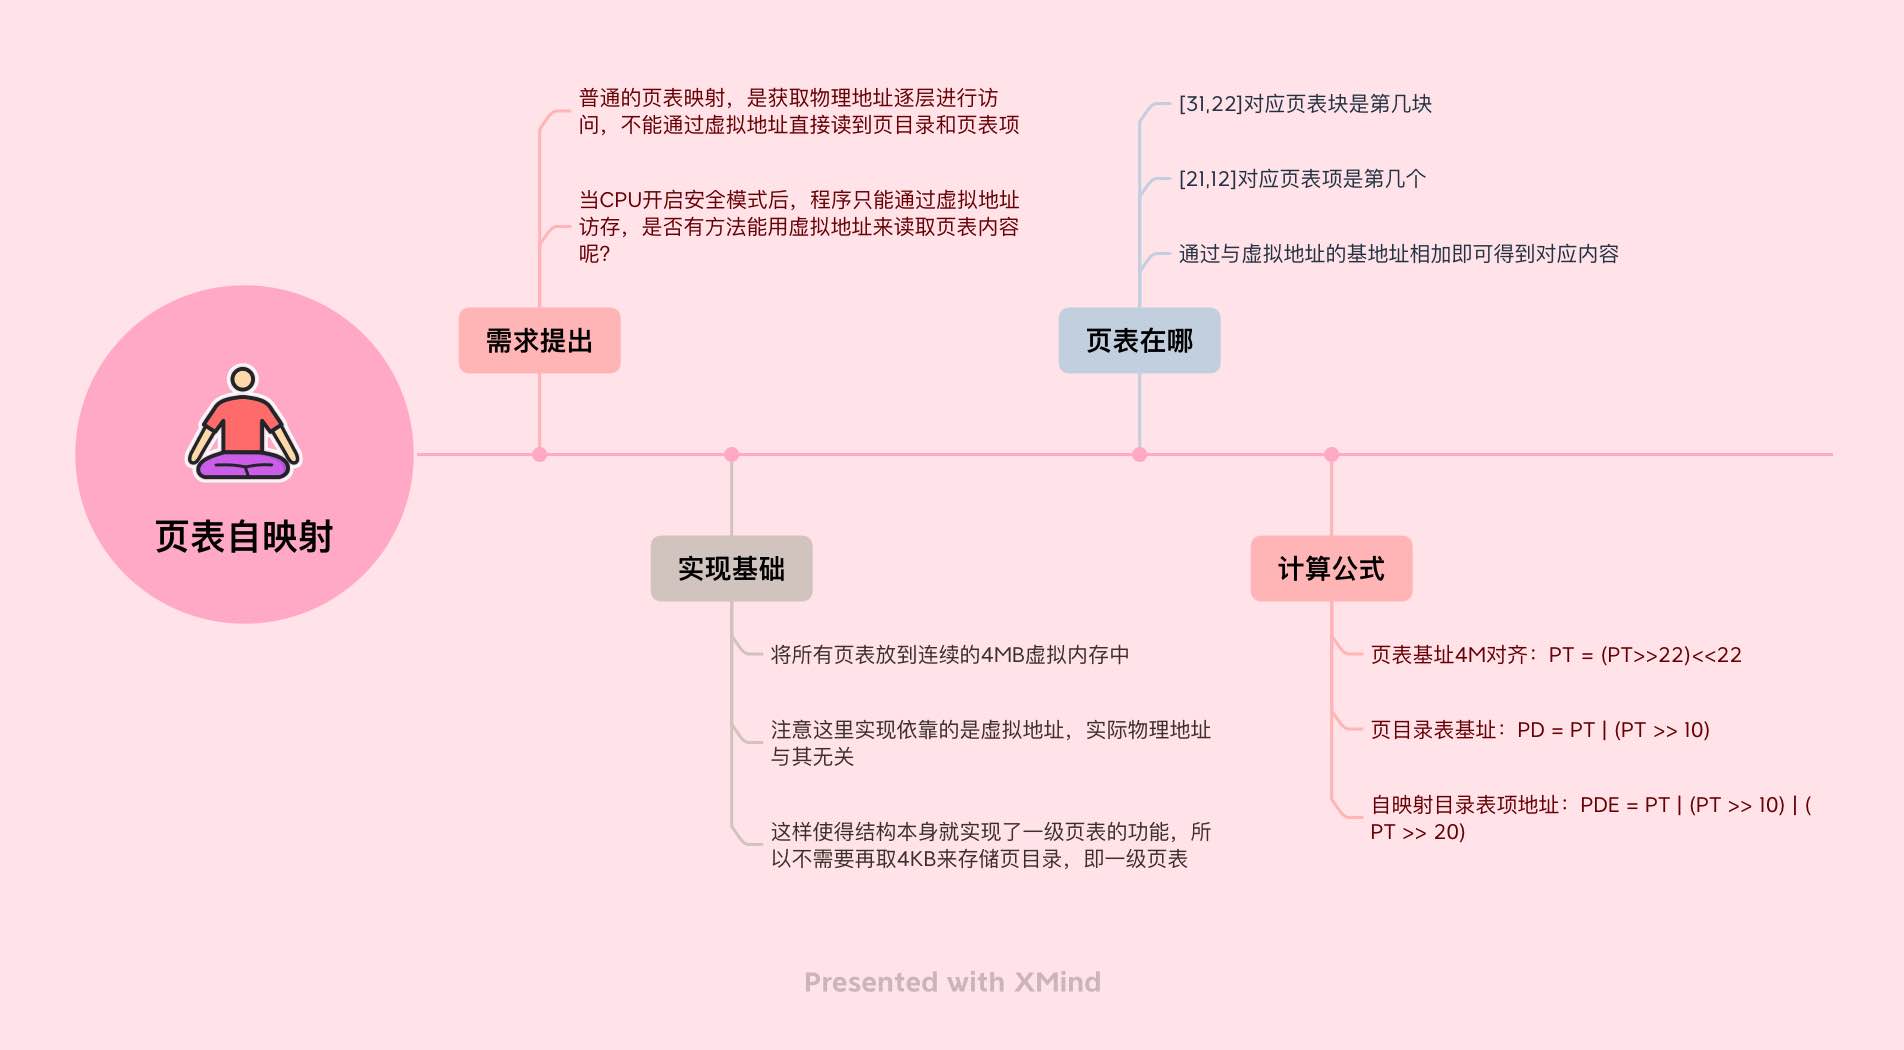 页表自映射
需求提出
普通的页表映射，是获取物理地址逐层进行访
问，不能通过虚拟地址直接读到页目录和页表项
当CPU开启安全模式后，程序只能通过虚拟地址
访存，是否有方法能用虚拟地址来读取页表内容
呢?
实现基础
将所有页表放到连续的4MB虚拟内存中
注意这里实现依靠的是虚拟地址，实际物理地址
与其无关
这样使得结构本身就实现了一级页表的功能，所
以不需要再取4KB来存储页目录，即一级页表
页表在哪
[31,22]对应页表块是第几块
[21,12]对应页表项是第几个
通过与虚拟地址的基地址相加即可得到对应内容
计算公式
页表基址4M对齐：PT = (PT>>22)<<22
页目录表基址：PD = PT | (PT >> 10)
自映射目录表项地址：PDE = PT | (PT >> 10) | (
PT >> 20)
Presented with XMind